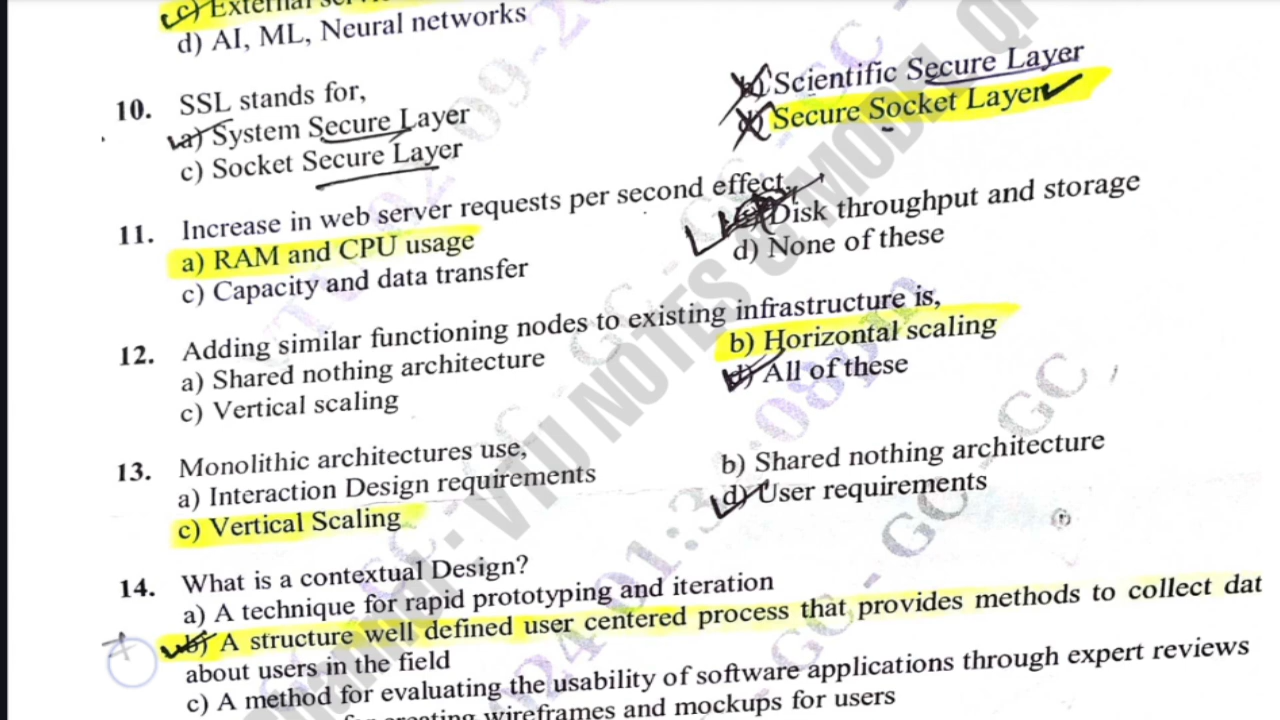 c) External
d) AI, ML, Neural networks
10. SSL stands for,
a) System Secure Layer
b) Scientific Secure Layer
c) Socket Secure Layer
d) Secure Socket Layer
11. Increase in web server requests per second effect,
a) RAM and CPU usage
Disk throughput and storage
c) Capacity and data transfer
d) None of these
12. Adding similar functioning nodes to existing infrastructure is,
a) Shared nothing architecture
b) Horizontal scaling
c) Vertical scaling
d) All of these
13. Monolithic architectures use,
a) Interaction Design requirements
b) Shared nothing architecture
c) Vertical Scaling
d) User requirements
14. What is a contextual Design?
a) A technique for rapid prototyping and iteration
b) A structure well defined user centered process that provides methods to collect dat
about users in the field
c) A method for evaluating the usability of software applications through expert reviews
creating wireframes and mockups for users
VTU NOTES & MODEL